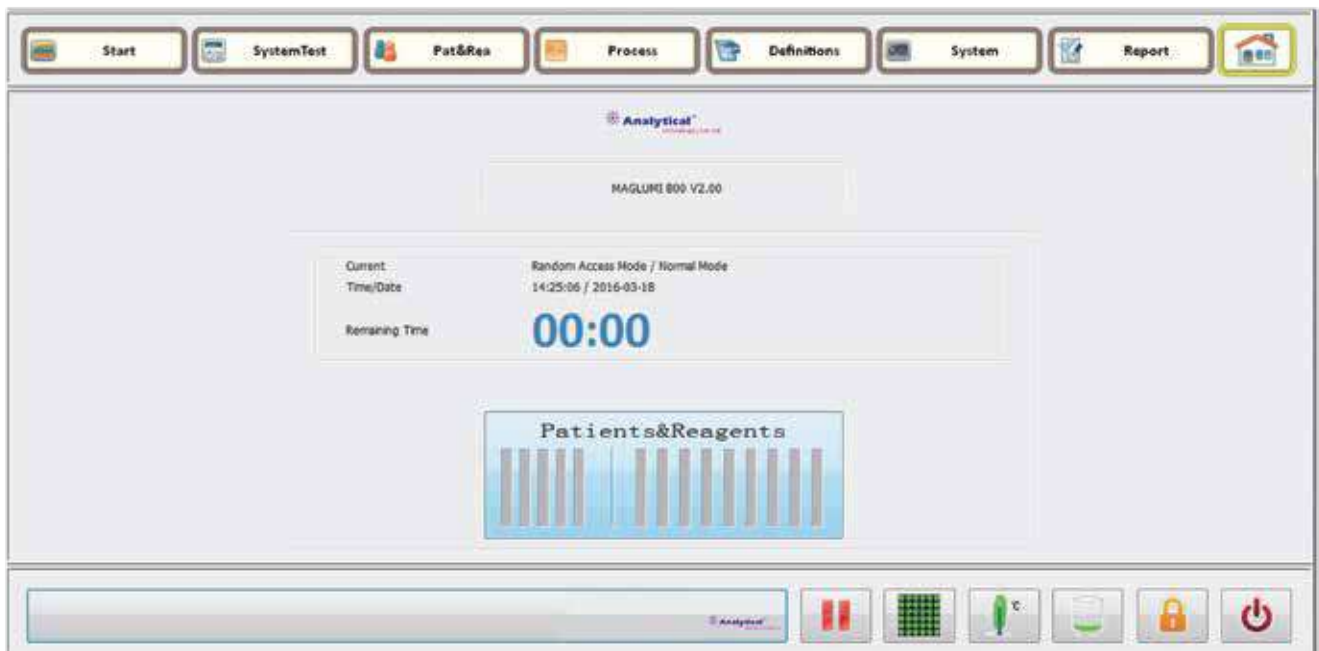 Start SystemTest Pat&Rea Process Definitions System Report
Analytical
MAGLUMI 800 V2.00
Current Random Access Mode / Normal Mode
Time/Date 14:25:06 / 2016-03-18
Remaining Time 00:00
Patients&Reagents
Analytical
°C